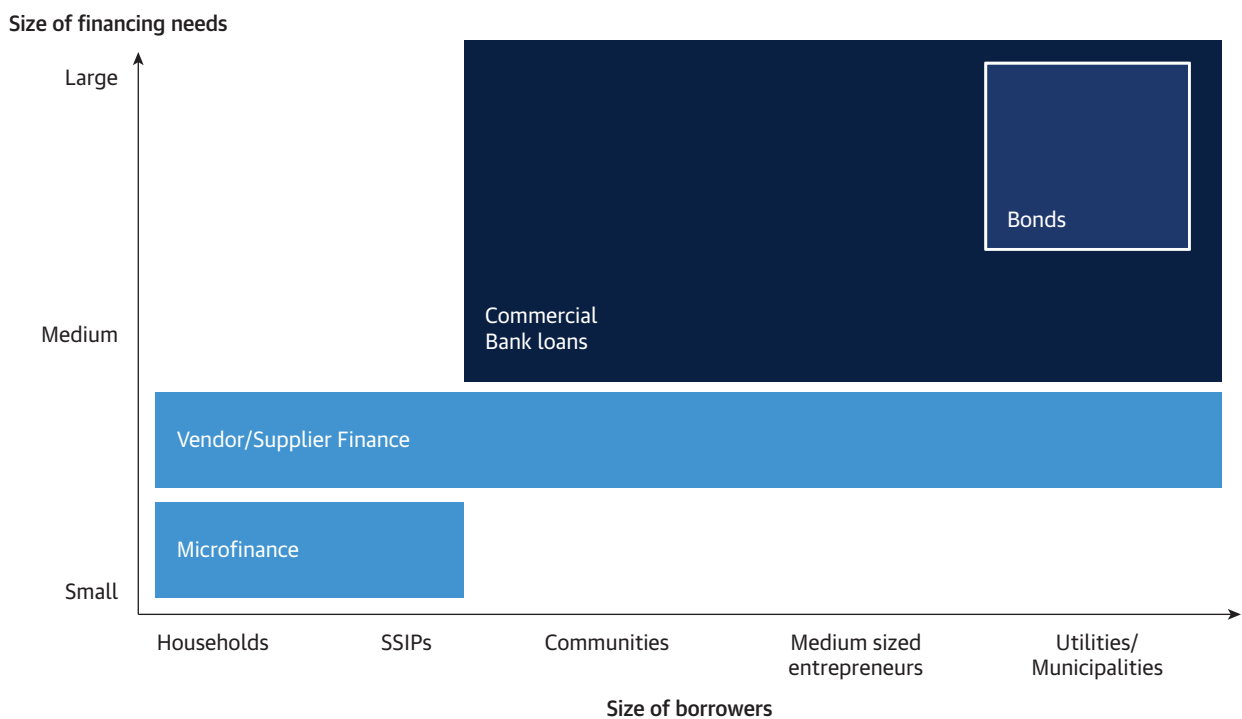 Size of financing needs
Large
Bonds
Commercial
Bank loans
Medium
Vendor/Supplier Finance
Microfinance
Small
Households
SSIPs
Communities
Medium sized
entrepreneurs
Utilities/
Municipalities
Size of borrowers